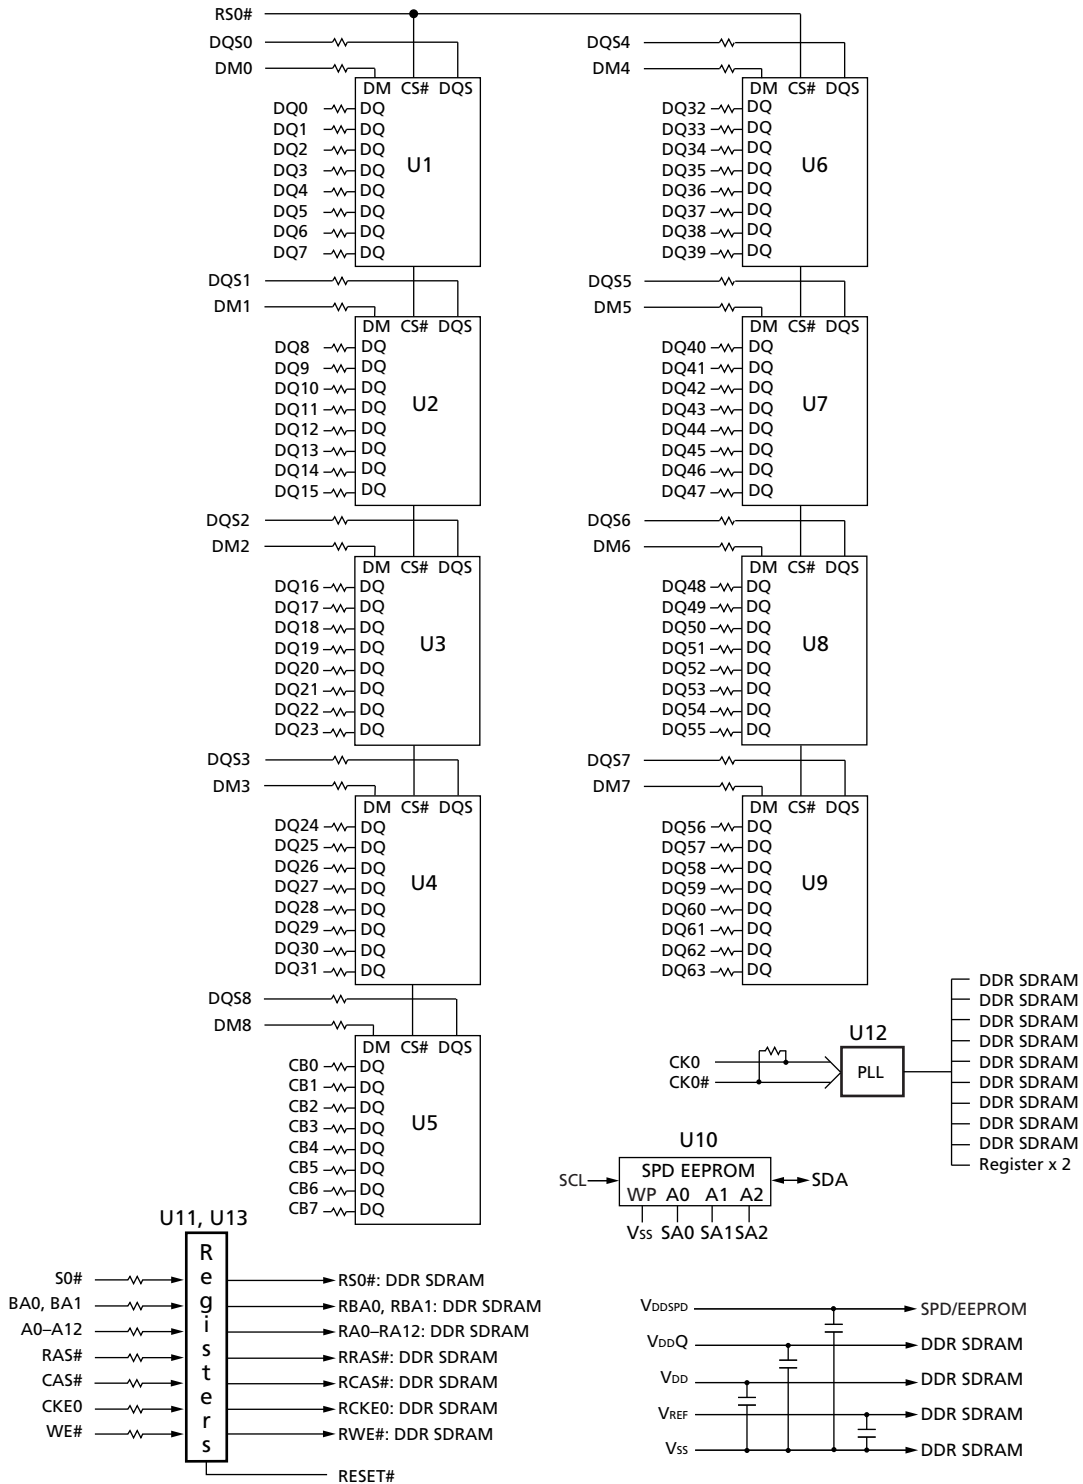 RS0#
DQS0
DM0
DM CS# DQS
DQ0 DQ
DQ1 DQ
DQ2 DQ
DQ3 DQ
DQ4 DQ
DQ5 DQ
DQ6 DQ
DQ7 DQ
U1
DQS1
DM1
DM CS# DQS
DQ8 DQ
DQ9 DQ
DQ10 DQ
DQ11 DQ
DQ12 DQ
DQ13 DQ
DQ14 DQ
DQ15 DQ
U2
DQS2
DM2
DM CS# DQS
DQ16 DQ
DQ17 DQ
DQ18 DQ
DQ19 DQ
DQ20 DQ
DQ21 DQ
DQ22 DQ
DQ23 DQ
U3
DQS3
DM3
DM CS# DQS
DQ24 DQ
DQ25 DQ
DQ26 DQ
DQ27 DQ
DQ28 DQ
DQ29 DQ
DQ30 DQ
DQ31 DQ
U4
DQS8
DM8
DM CS# DQS
CB0 DQ
CB1 DQ
CB2 DQ
CB3 DQ
CB4 DQ
CB5 DQ
CB6 DQ
CB7 DQ
U5
DQS4
DM4
DM CS# DQS
DQ32 DQ
DQ33 DQ
DQ34 DQ
DQ35 DQ
DQ36 DQ
DQ37 DQ
DQ38 DQ
DQ39 DQ
U6
DQS5
DM5
DM CS# DQS
DQ40 DQ
DQ41 DQ
DQ42 DQ
DQ43 DQ
DQ44 DQ
DQ45 DQ
DQ46 DQ
DQ47 DQ
U7
DQS6
DM6
DM CS# DQS
DQ48 DQ
DQ49 DQ
DQ50 DQ
DQ51 DQ
DQ52 DQ
DQ53 DQ
DQ54 DQ
DQ55 DQ
U8
DQS7
DM7
DM CS# DQS
DQ56 DQ
DQ57 DQ
DQ58 DQ
DQ59 DQ
DQ60 DQ
DQ61 DQ
DQ62 DQ
DQ63 DQ
U9
U12
CK0
CK0#
PLL
DDR SDRAM
DDR SDRAM
DDR SDRAM
DDR SDRAM
DDR SDRAM
DDR SDRAM
DDR SDRAM
DDR SDRAM
DDR SDRAM
Register x 2
U10
SPD EEPROM
SCL
SDA
WP A0 A1 A2
VSS SA0 SA1 SA2
U11, U13
Registers
S0# RS0#: DDR SDRAM
BA0, BA1 RBA0, RBA1: DDR SDRAM
A0–A12 RA0–RA12: DDR SDRAM
RAS# RRAS#: DDR SDRAM
CAS# RCAS#: DDR SDRAM
CKE0 RCKE0: DDR SDRAM
WE# RWE#: DDR SDRAM
RESET#
VDDSPD SPD/EEPROM
VDDQ DDR SDRAM
VDD DDR SDRAM
VREF DDR SDRAM
VSS DDR SDRAM